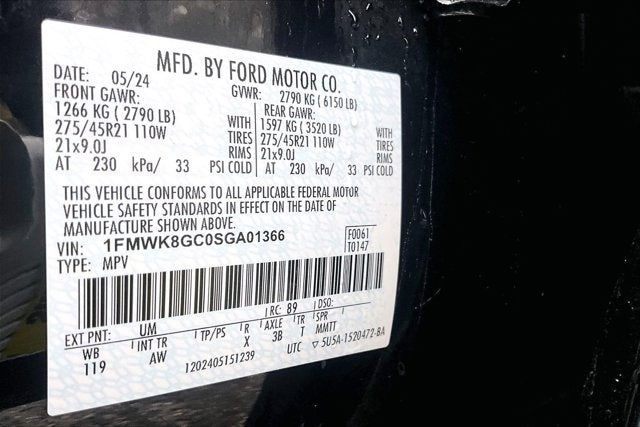 MFD. BY FORD MOTOR CO.
DATE: 05/24 GVWR: 2790 KG ( 6150 LB)
FRONT GAWR: REAR GAWR:
1266 KG ( 2790 LB) WITH 1597 KG ( 3520 LB) WITH
275/45R21 110W TIRES 275/45R21 110W TIRES
21x9.0J RIMS 21x9.0J RIMS
AT 230 kPa/ 33 PSI COLD AT 230 kPa/ 33 PSI COLD
THIS VEHICLE CONFORMS TO ALL APPLICABLE FEDERAL MOTOR
VEHICLE SAFETY STANDARDS IN EFFECT ON THE DATE OF
MANUFACTURE SHOWN ABOVE.
VIN: 1FMWK8GC0SGA01366 F0061
TYPE: MPV T0147
EXT PNT: UM RC: 89 DSO:
WB INT TR TP/PS R AXLE TR SPR
119 AW X 3B T MMTT
1202405151239 UTC ▽ 5U5A-1520472-BA